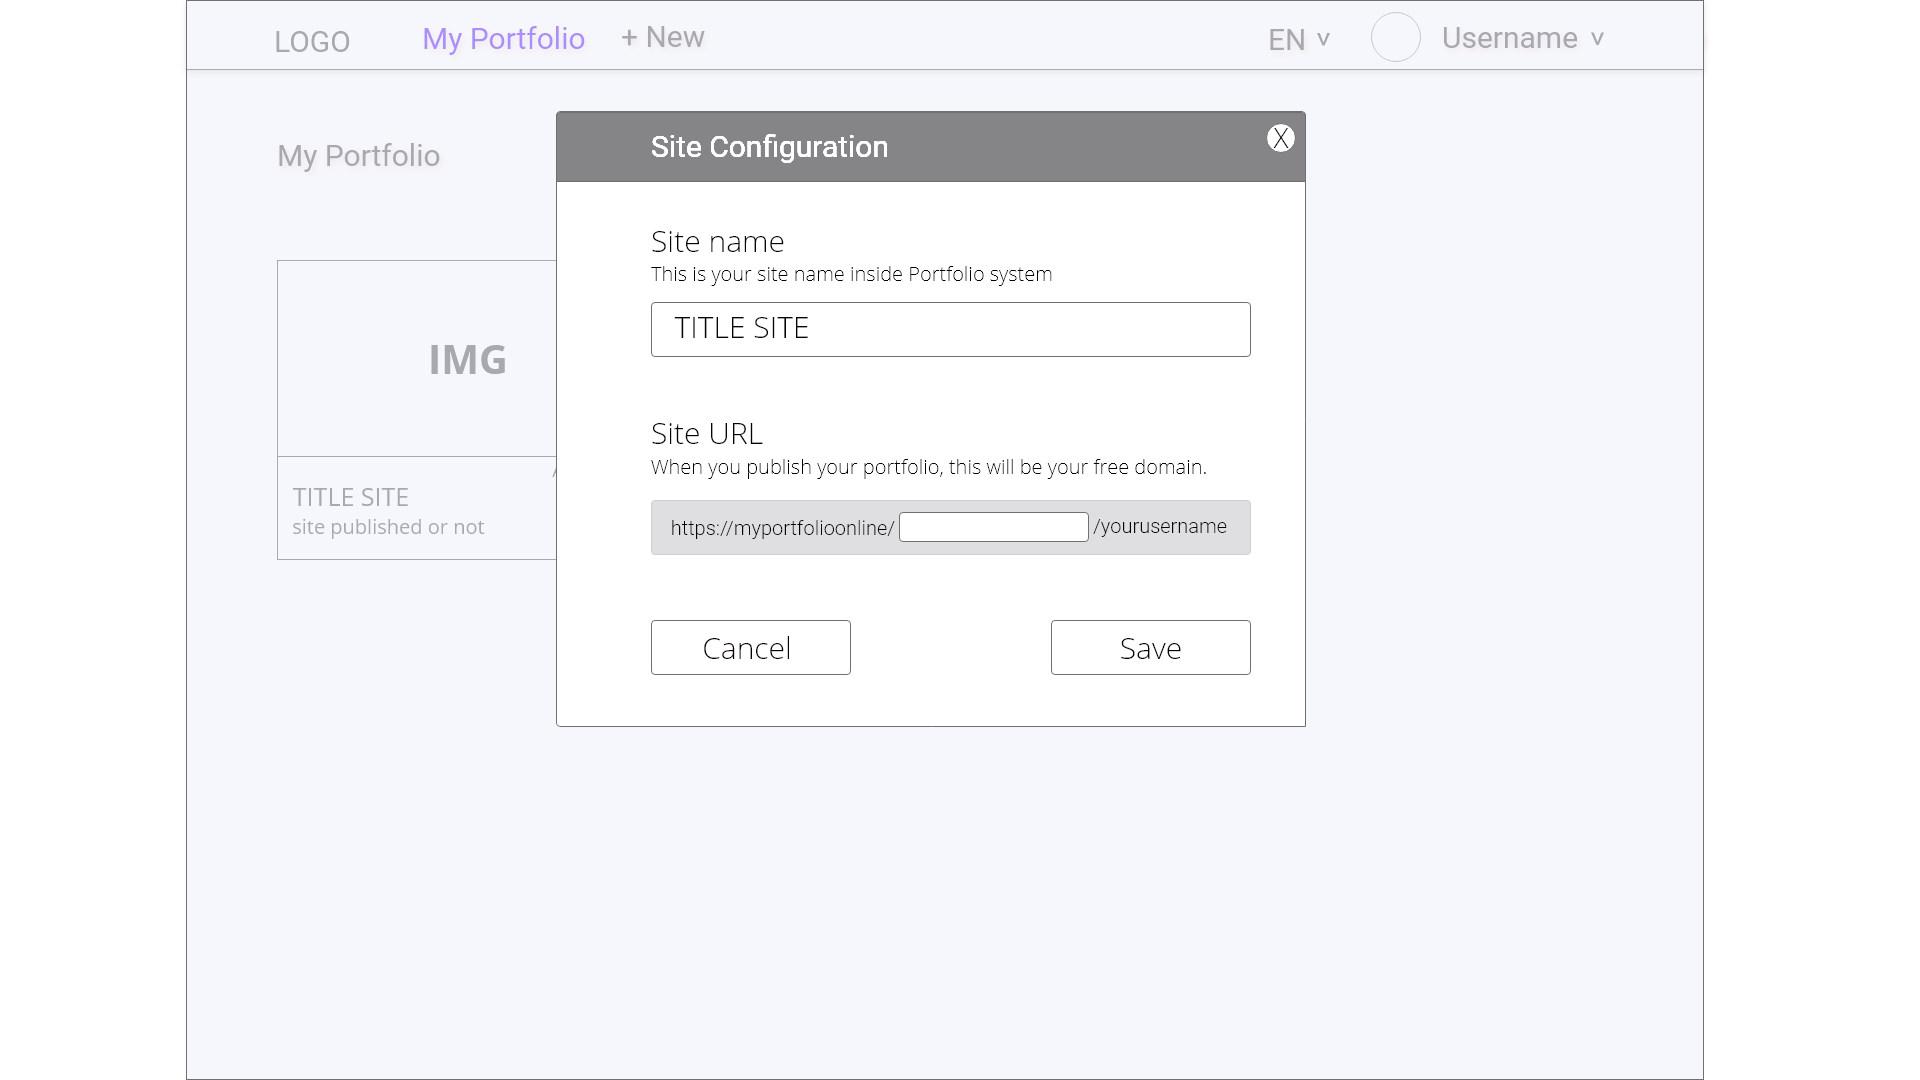 LOGO My Portfolio + New EN v Username v
My Portfolio
Site Configuration X
Site name
This is your site name inside Portfolio system
TITLE SITE
IMG
Site URL
When you publish your portfolio, this will be your free domain.
TITLE SITE
site published or not
https://myportfolioonline/ /yourusername
Cancel Save